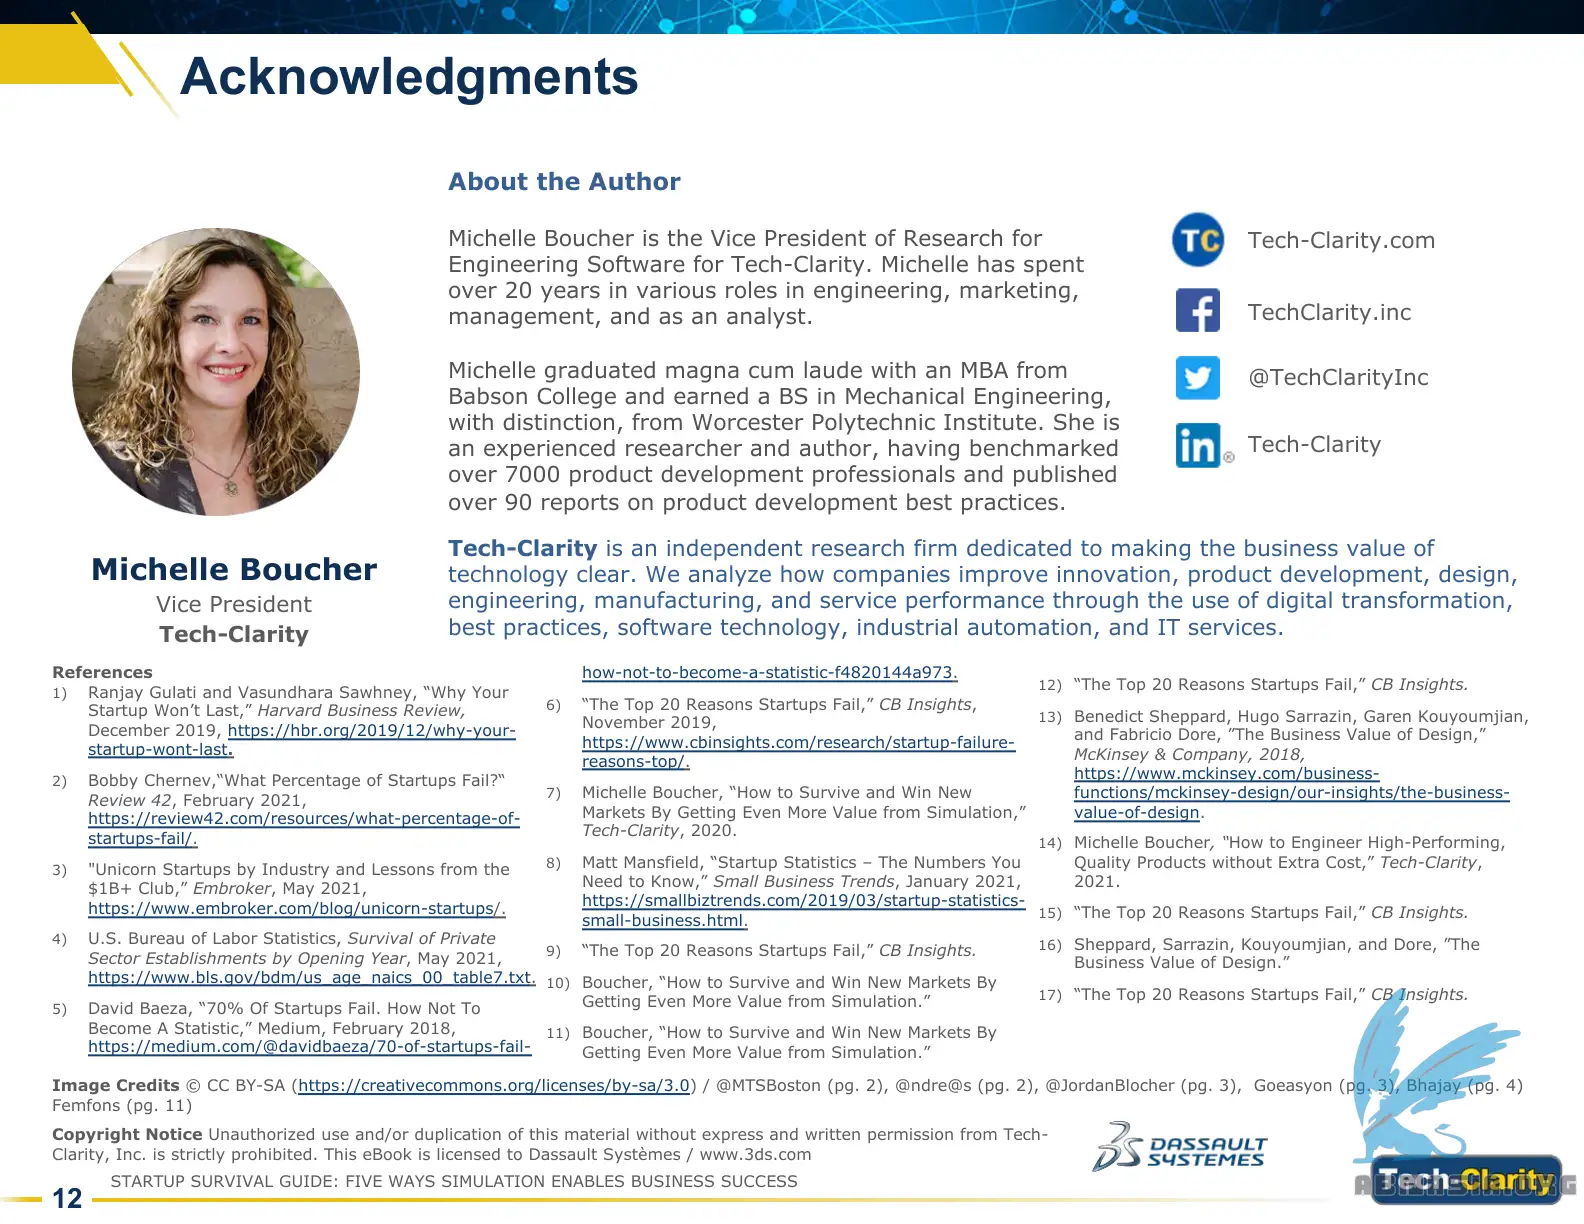 Acknowledgments
About the Author
Michelle Boucher is the Vice President of Research for
Engineering Software for Tech-Clarity. Michelle has spent
over 20 years in various roles in engineering, marketing,
management, and as an analyst.
Michelle graduated magna cum laude with an MBA from
Babson College and earned a BS in Mechanical Engineering,
with distinction, from Worcester Polytechnic Institute. She is
an experienced researcher and author, having benchmarked
over 7000 product development professionals and published
over 90 reports on product development best practices.
TC Tech-Clarity.com
f TechClarity.inc
@TechClarityInc
in® Tech-Clarity
Michelle Boucher
Vice President
Tech-Clarity
Tech-Clarity is an independent research firm dedicated to making the business value of
technology clear. We analyze how companies improve innovation, product development, design,
engineering, manufacturing, and service performance through the use of digital transformation,
best practices, software technology, industrial automation, and IT services.
References
1) Ranjay Gulati and Vasundhara Sawhney, “Why Your
Startup Won’t Last,” Harvard Business Review,
December 2019, https://hbr.org/2019/12/why-your-
startup-wont-last.
2) Bobby Chernev,“What Percentage of Startups Fail?“
Review 42, February 2021,
https://review42.com/resources/what-percentage-of-
startups-fail/.
3) "Unicorn Startups by Industry and Lessons from the
$1B+ Club,” Embroker, May 2021,
https://www.embroker.com/blog/unicorn-startups/.
4) U.S. Bureau of Labor Statistics, Survival of Private
Sector Establishments by Opening Year, May 2021,
https://www.bls.gov/bdm/us_age_naics_00_table7.txt.
5) David Baeza, “70% Of Startups Fail. How Not To
Become A Statistic,” Medium, February 2018,
https://medium.com/@davidbaeza/70-of-startups-fail-
how-not-to-become-a-statistic-f4820144a973.
6) “The Top 20 Reasons Startups Fail,” CB Insights,
November 2019,
https://www.cbinsights.com/research/startup-failure-
reasons-top/.
7) Michelle Boucher, “How to Survive and Win New
Markets By Getting Even More Value from Simulation,”
Tech-Clarity, 2020.
8) Matt Mansfield, “Startup Statistics – The Numbers You
Need to Know,” Small Business Trends, January 2021,
https://smallbiztrends.com/2019/03/startup-statistics-
small-business.html.
9) “The Top 20 Reasons Startups Fail,” CB Insights.
10) Boucher, “How to Survive and Win New Markets By
Getting Even More Value from Simulation.”
11) Boucher, “How to Survive and Win New Markets By
Getting Even More Value from Simulation.”
12) “The Top 20 Reasons Startups Fail,” CB Insights.
13) Benedict Sheppard, Hugo Sarrazin, Garen Kouyoumjian,
and Fabricio Dore, ”The Business Value of Design,”
McKinsey & Company, 2018,
https://www.mckinsey.com/business-
functions/mckinsey-design/our-insights/the-business-
value-of-design.
14) Michelle Boucher, “How to Engineer High-Performing,
Quality Products without Extra Cost,” Tech-Clarity,
2021.
15) “The Top 20 Reasons Startups Fail,” CB Insights.
16) Sheppard, Sarrazin, Kouyoumjian, and Dore, ”The
Business Value of Design.”
17) “The Top 20 Reasons Startups Fail,” CB Insights.
Image Credits © CC BY-SA (https://creativecommons.org/licenses/by-sa/3.0) / @MTSBoston (pg. 2), @ndre@s (pg. 2), @JordanBlocher (pg. 3), Goeasyon (pg. 3), Bhajay (pg. 4)
Femfons (pg. 11)
Copyright Notice Unauthorized use and/or duplication of this material without express and written permission from Tech-
Clarity, Inc. is strictly prohibited. This eBook is licensed to Dassault Systèmes / www.3ds.com
DASSAULT
SYSTEMES
Tech-Clarity
STARTUP SURVIVAL GUIDE: FIVE WAYS SIMULATION ENABLES BUSINESS SUCCESS
12